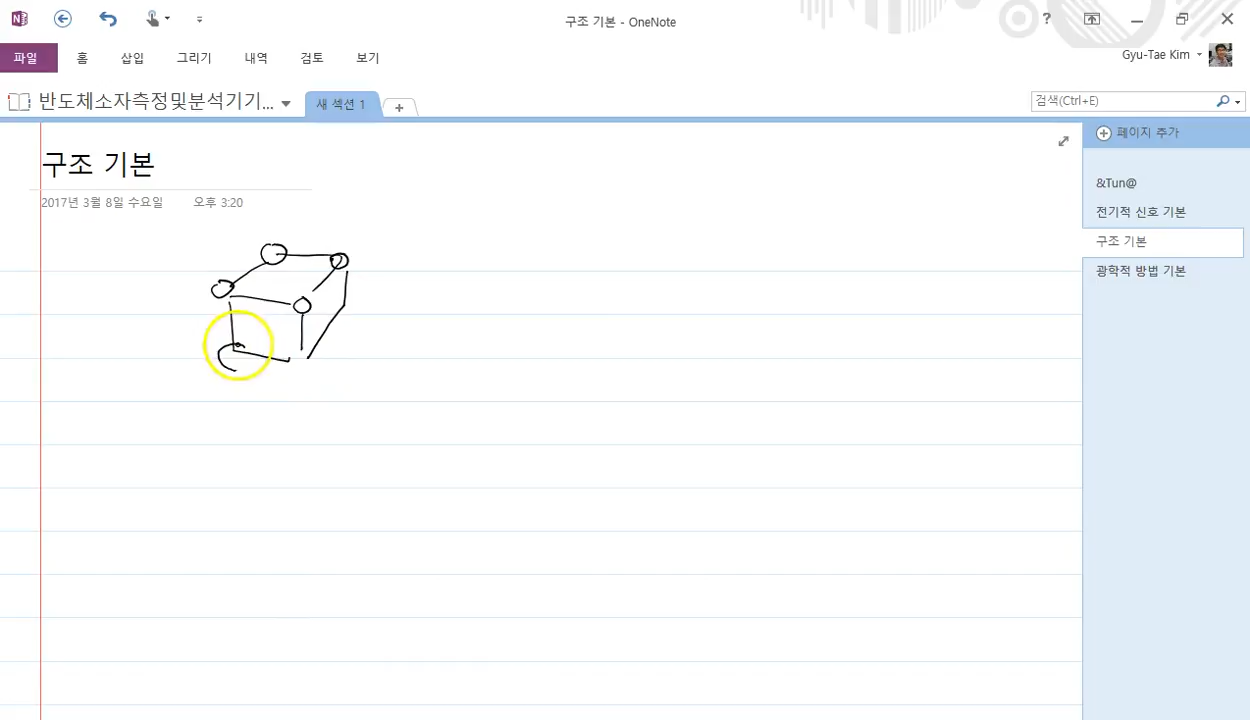 구조 기본 - OneNote
?
파일
홈
삽입
그리기
내역
검토
보기
Gyu-Tae Kim
반도체소자측정및분석기기...
새 섹션 1
검색(Ctrl+E)
구조 기본
2017년 3월 8일 수요일
오후 3:20
페이지 추가
&Tun@
전기적 신호 기본
구조 기본
광학적 방법 기본